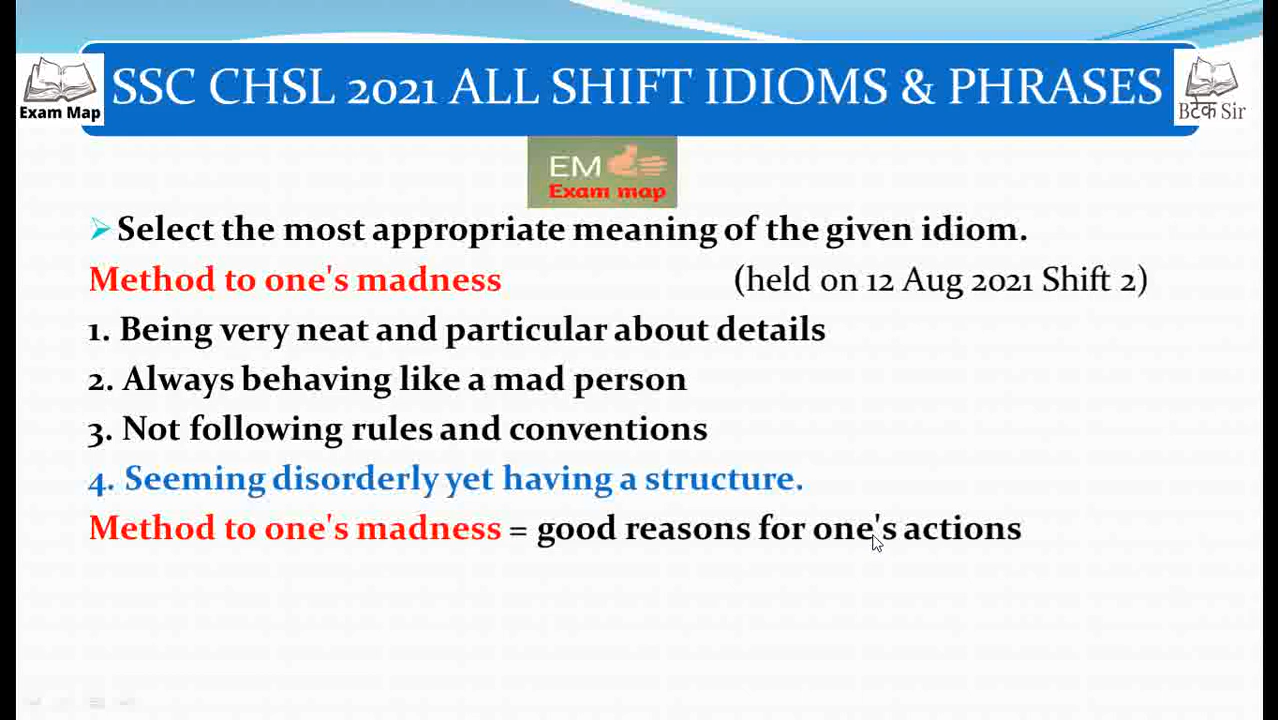 SSC CHSL 2021 ALL SHIFT IDIOMS & PHRASES
Exam Map
Bटेक Sir
EM
Exam map
Select the most appropriate meaning of the given idiom.
Method to one's madness (held on 12 Aug 2021 Shift 2)
1. Being very neat and particular about details
2. Always behaving like a mad person
3. Not following rules and conventions
4. Seeming disorderly yet having a structure.
Method to one's madness = good reasons for one's actions